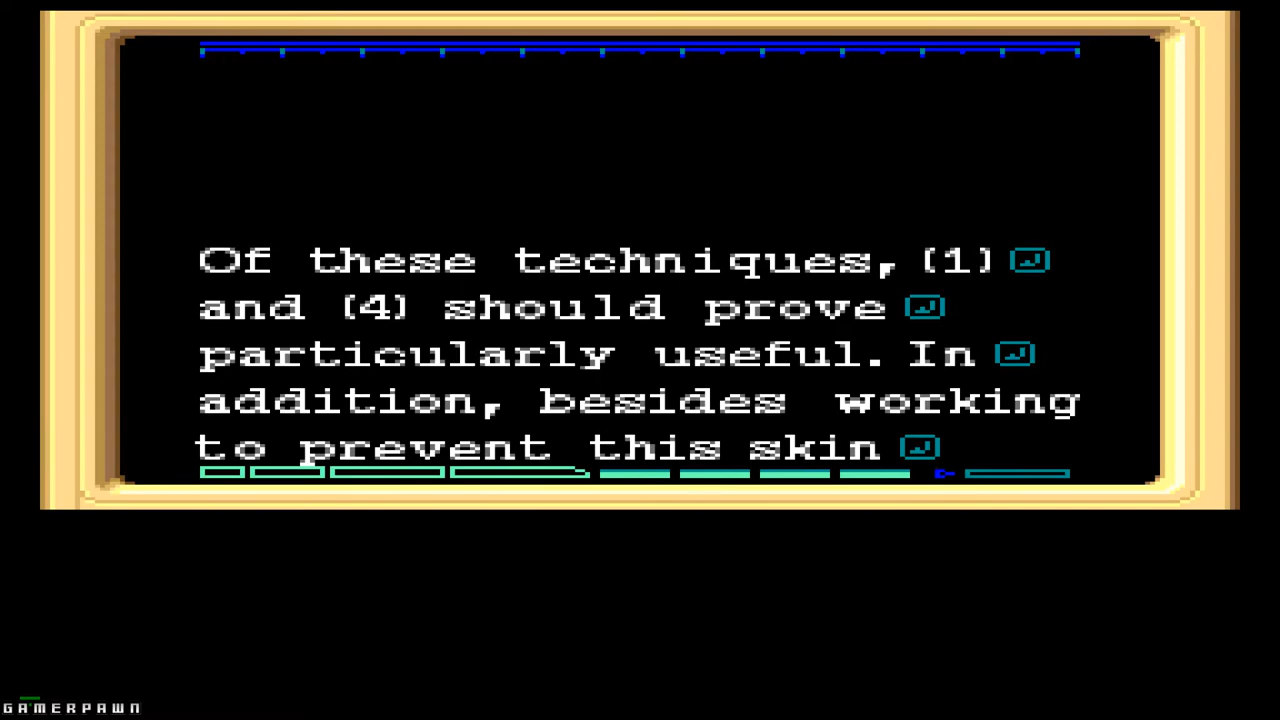 Of these techniques, (1)
and (4) should prove
particularly useful. In
addition, besides working
to prevent this skin
GAMERPAWN